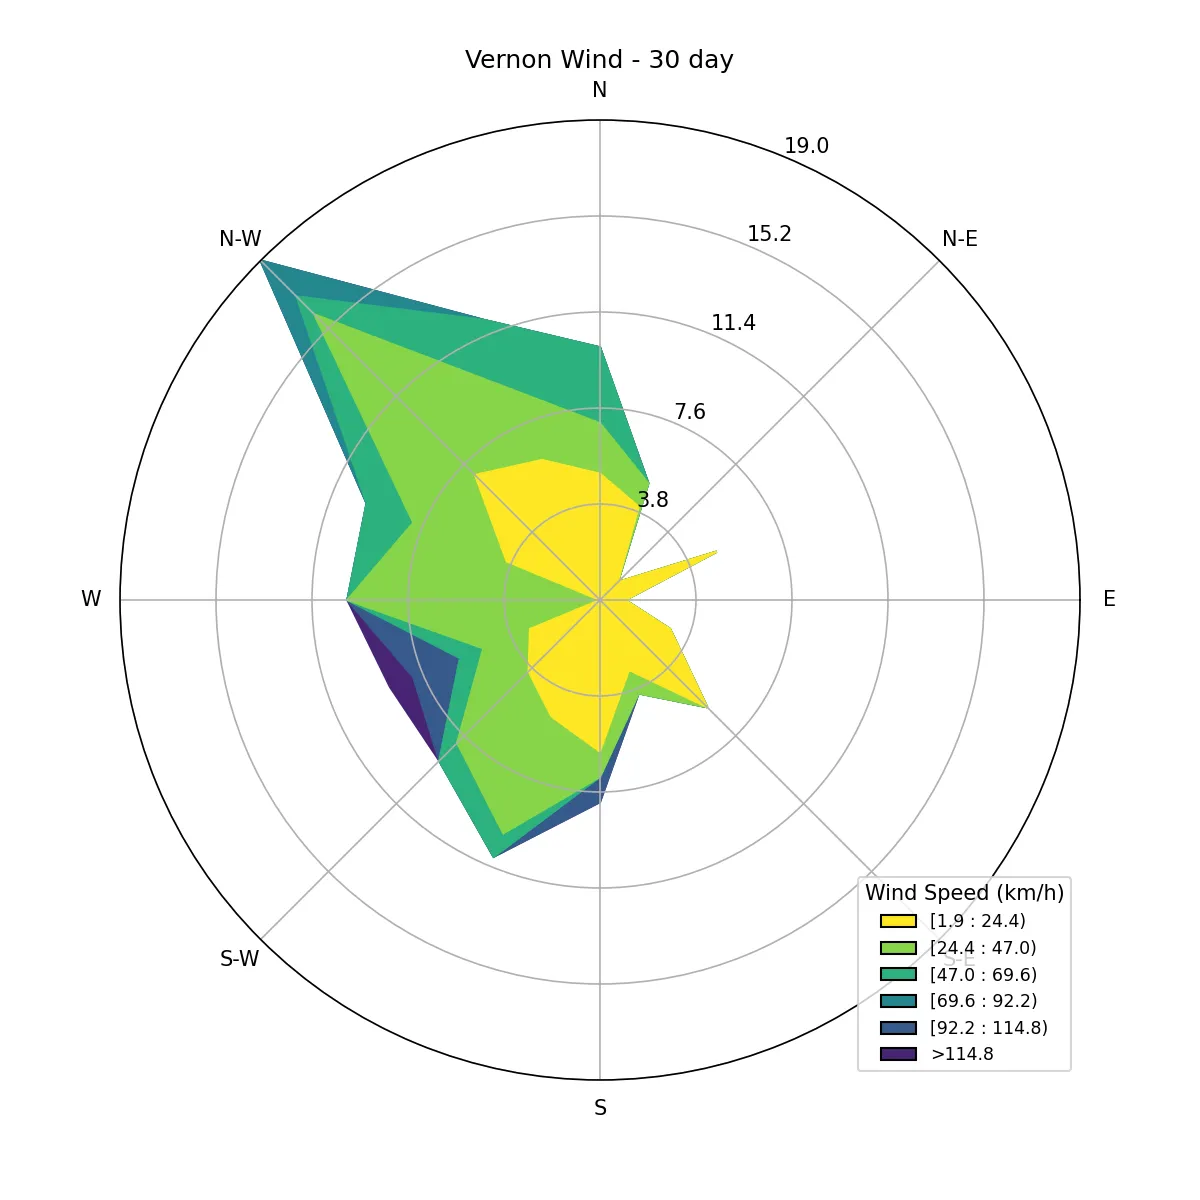 Vernon Wind - 30 day
N
19.0
15.2
N-W
N-E
11.4
7.6
3.8
W
E
S-W
S-E
S
Wind Speed (km/h)
[1.9 : 24.4)
[24.4 : 47.0)
[47.0 : 69.6)
[69.6 : 92.2)
[92.2 : 114.8)
>114.8